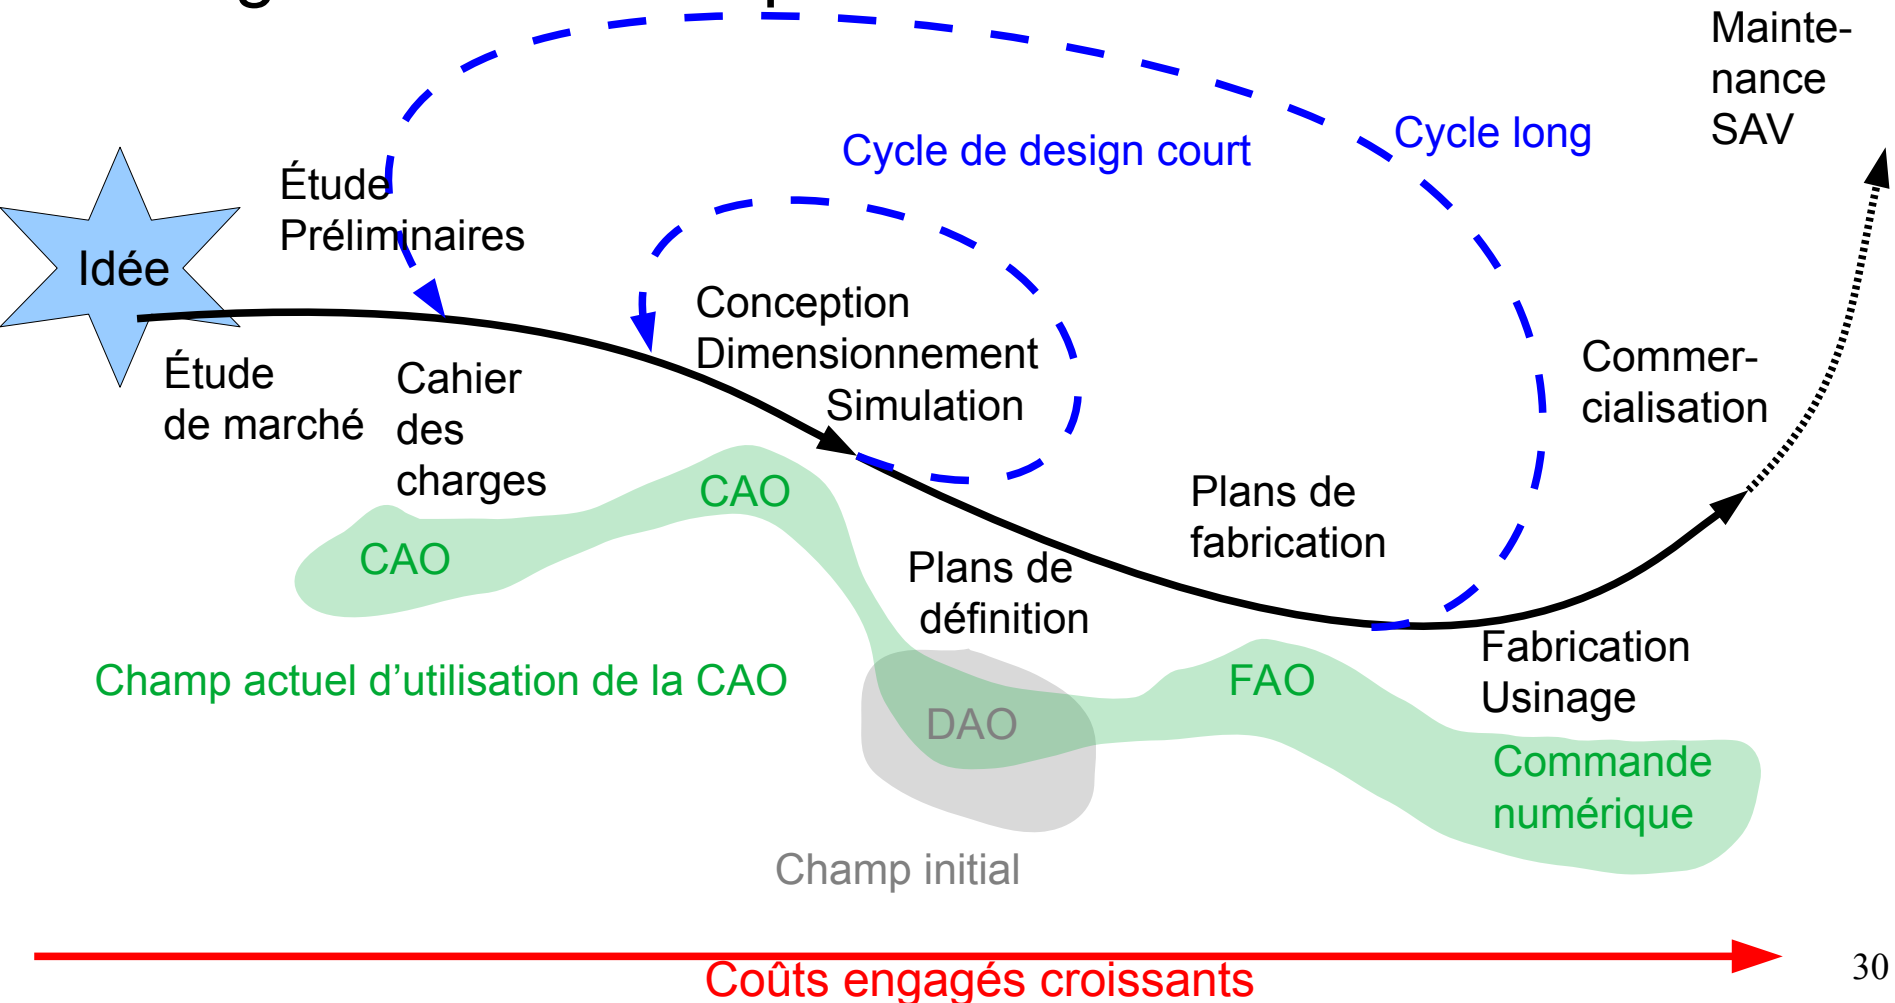 Mainte-
nance
SAV
Cycle de design court
Cycle long
Étude
Préliminaires
Idée
Conception
Dimensionnement
Simulation
Étude
de marché
Cahier
des
charges
Commer-
cialisation
CAO
CAO
Plans de
fabrication
Plans de
définition
Champ actuel d’utilisation de la CAO
DAO
FAO
Fabrication
Usinage
Commande
numérique
Champ initial
Coûts engagés croissants
30